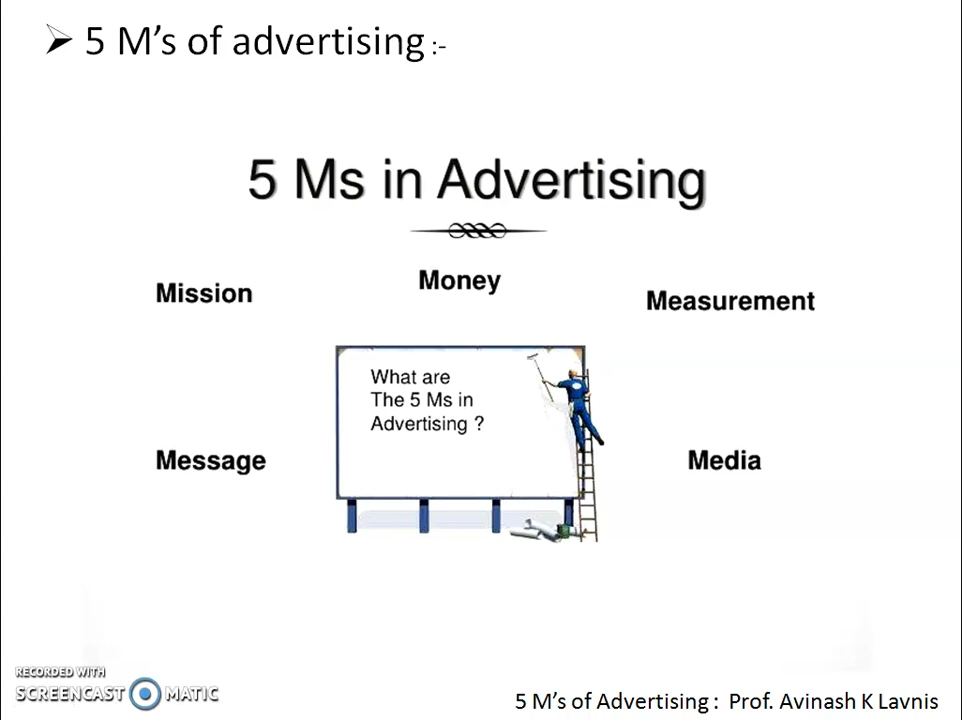 ➢ 5 M’s of advertising :-
5 Ms in Advertising
Mission
Money
Measurement
What are
The 5 Ms in
Advertising ?
Message
Media
RECORDED WITH
SCREENCAST MATIC
5 M’s of Advertising : Prof. Avinash K Lavnis